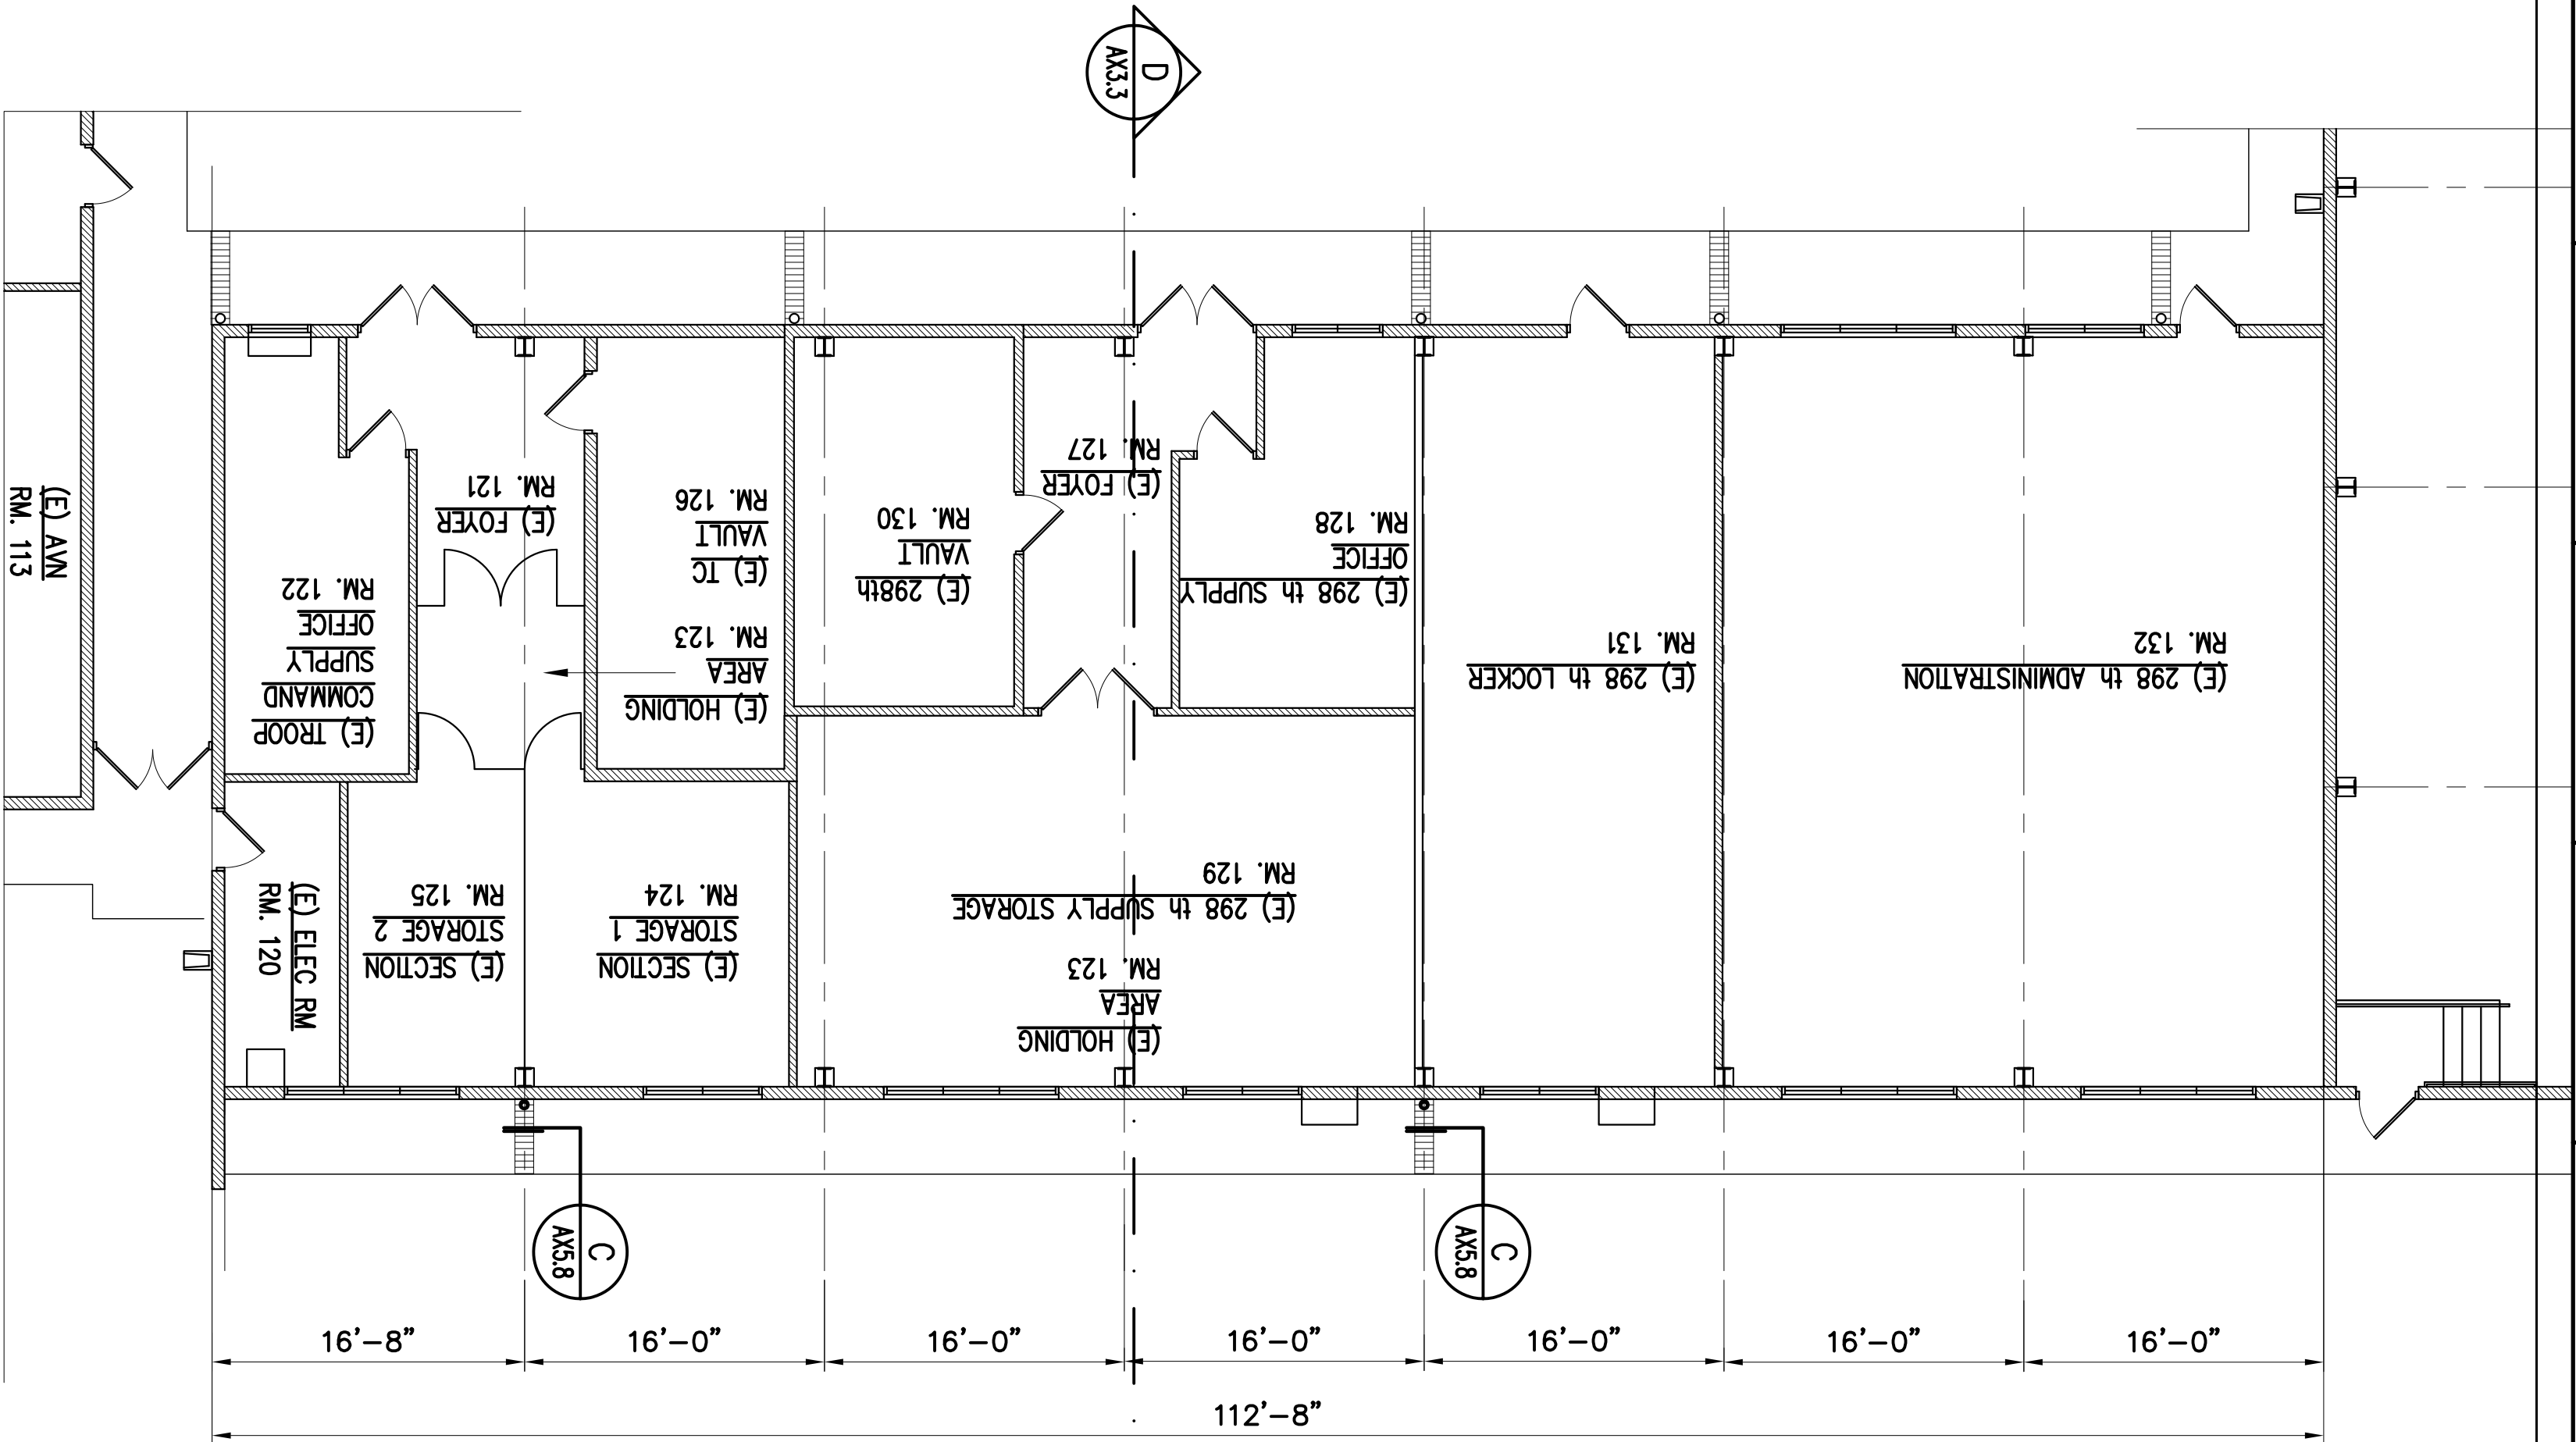 D
AX3.3
(E) AVN
RM. 113
(E) TROOP
COMMAND
SUPPLY
OFFICE
RM. 122
(E) FOYER
RM. 121
(E) TC
VAULT
RM. 126
(E) HOLDING
AREA
RM. 123
(E) 298th
VAULT
RM. 130
(E) FOYER
RM. 127
(E) 298 th SUPPLY
OFFICE
RM. 128
(E) 298 th LOCKER
RM. 131
(E) 298 th ADMINISTRATION
RM. 132
(E) ELEC RM
RM. 120
(E) SECTION
STORAGE 2
RM. 125
(E) SECTION
STORAGE 1
RM. 124
(E) 298 th SUPPLY STORAGE
RM. 129
(E) HOLDING
AREA
RM. 123
C
AX5.8
C
AX5.8
16'-8"
16'-0"
16'-0"
16'-0"
16'-0"
16'-0"
16'-0"
112'-8"